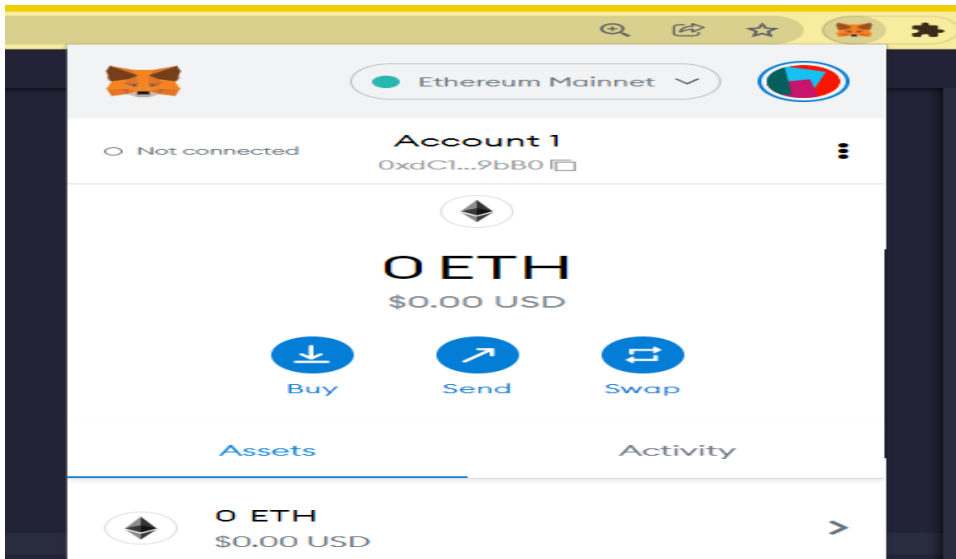 Ethereum Mainnet
Not connected
Account 1
0xdC1...9bB0
0 ETH
$0.00 USD
Buy Send Swap
Assets Activity
0 ETH
$0.00 USD